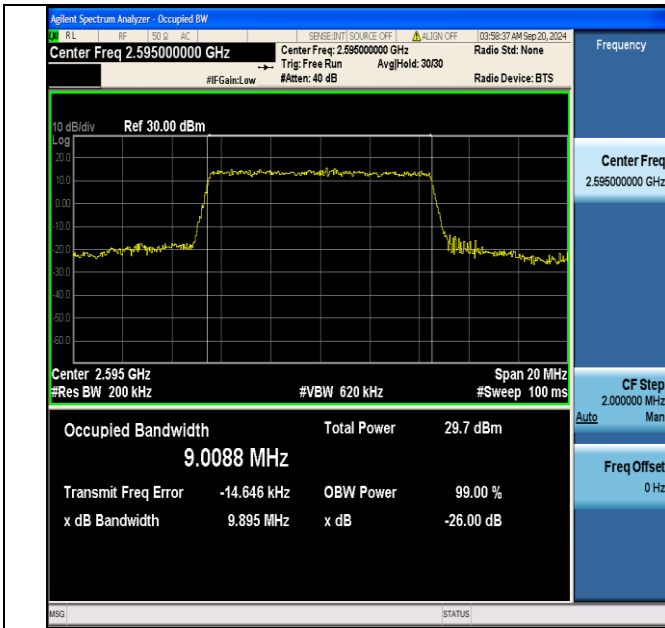 Agilent Spectrum Analyzer - Occupied BW
RL RF 50 Ω AC SENSE:INT SOURCE OFF ALIGN OFF 03:58:37 AM Sep 20, 2024
Center Freq 2.595000000 GHz
Center Freq: 2.595000000 GHz
Radio Std: None
Trig: Free Run Avg|Hold: 30/30
#IFGain:Low
#Atten: 40 dB
Radio Device: BTS
Frequency
10 dB/div Ref 30.00 dBm
Log
20.0
10.0
0.00
-10.0
-20.0
-30.0
-40.0
-50.0
-60.0
Center Freq
2.595000000 GHz
Center 2.595 GHz Span 20 MHz
#Res BW 200 kHz #VBW 620 kHz #Sweep 100 ms
CF Step
2.000000 MHz
Auto Man
Freq Offset
0 Hz
Occupied Bandwidth Total Power 29.7 dBm
9.0088 MHz
Transmit Freq Error -14.646 kHz OBW Power 99.00 %
x dB Bandwidth 9.895 MHz x dB -26.00 dB
MSG STATUS